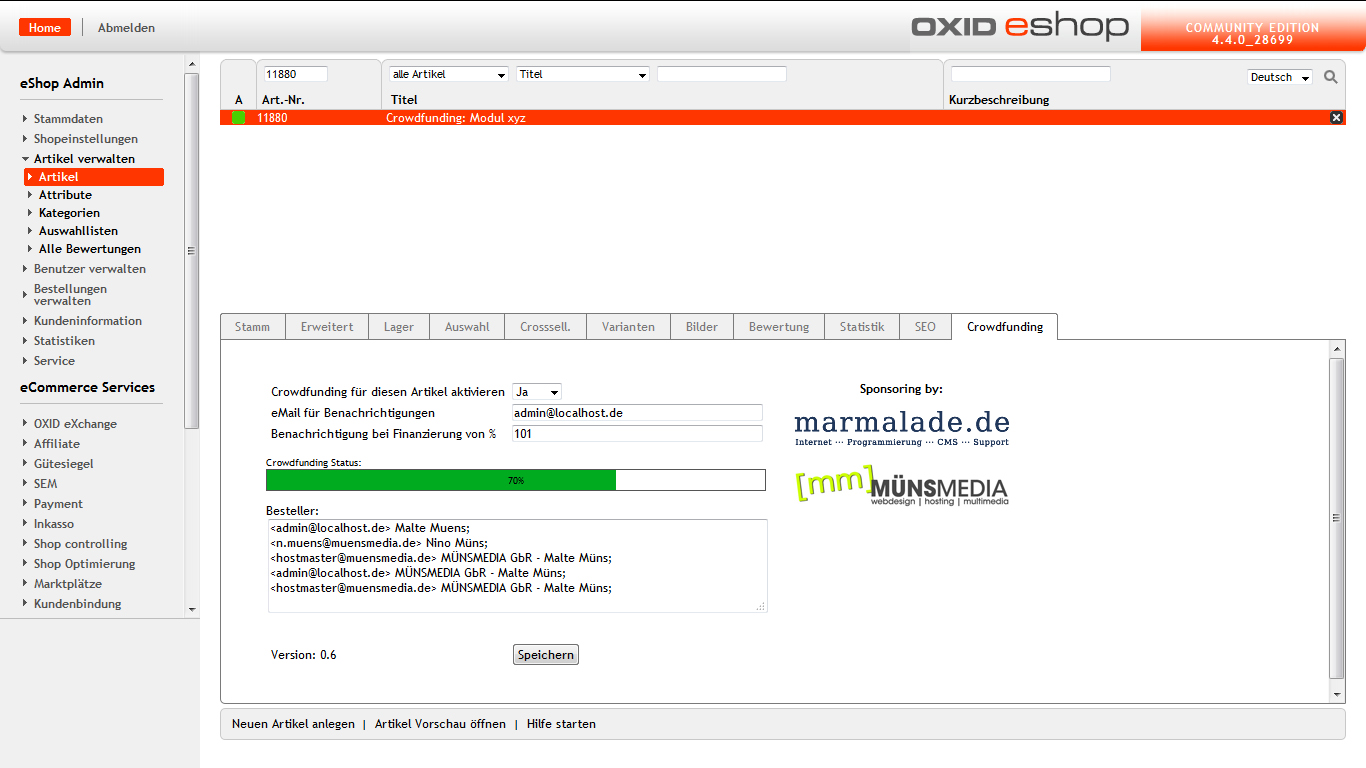 Home
Abmelden
OXID eshop
COMMUNITY EDITION
4.4.0_28699
eShop Admin
Stammdaten
Shopeinstellungen
Artikel verwalten
Artikel
Attribute
Kategorien
Auswahllisten
Alle Bewertungen
Benutzer verwalten
Bestellungen
verwalten
Kundeninformation
Statistiken
Service
eCommerce Services
OXID eXchange
Affiliate
Gütesiegel
SEM
Payment
Inkasso
Shop controlling
Shop Optimierung
Marktplätze
Kundenbindung
11880 alle Artikel Titel Deutsch
A Art.-Nr. Titel Kurzbeschreibung
11880 Crowdfunding: Modul xyz
Stamm Erweitert Lager Auswahl Crosssell. Varianten Bilder Bewertung Statistik SEO Crowdfunding
Crowdfunding für diesen Artikel aktivieren Ja
eMail für Benachrichtigungen admin@localhost.de
Benachrichtigung bei Finanzierung von % 101
Crowdfunding Status:
70%
Besteller:
<admin@localhost.de> Malte Muens;
<n.muens@muensmedia.de> Nino Müns;
<hostmaster@muensmedia.de> MÜNSMEDIA GbR - Malte Müns;
<admin@localhost.de> MÜNSMEDIA GbR - Malte Müns;
<hostmaster@muensmedia.de> MÜNSMEDIA GbR - Malte Müns;
Version: 0.6 Speichern
Sponsoring by:
marmalade.de
Internet ··· Programmierung ··· CMS ··· Support
[mm] MÜNSMEDIA
webdesign | hosting | multimedia
Neuen Artikel anlegen | Artikel Vorschau öffnen | Hilfe starten